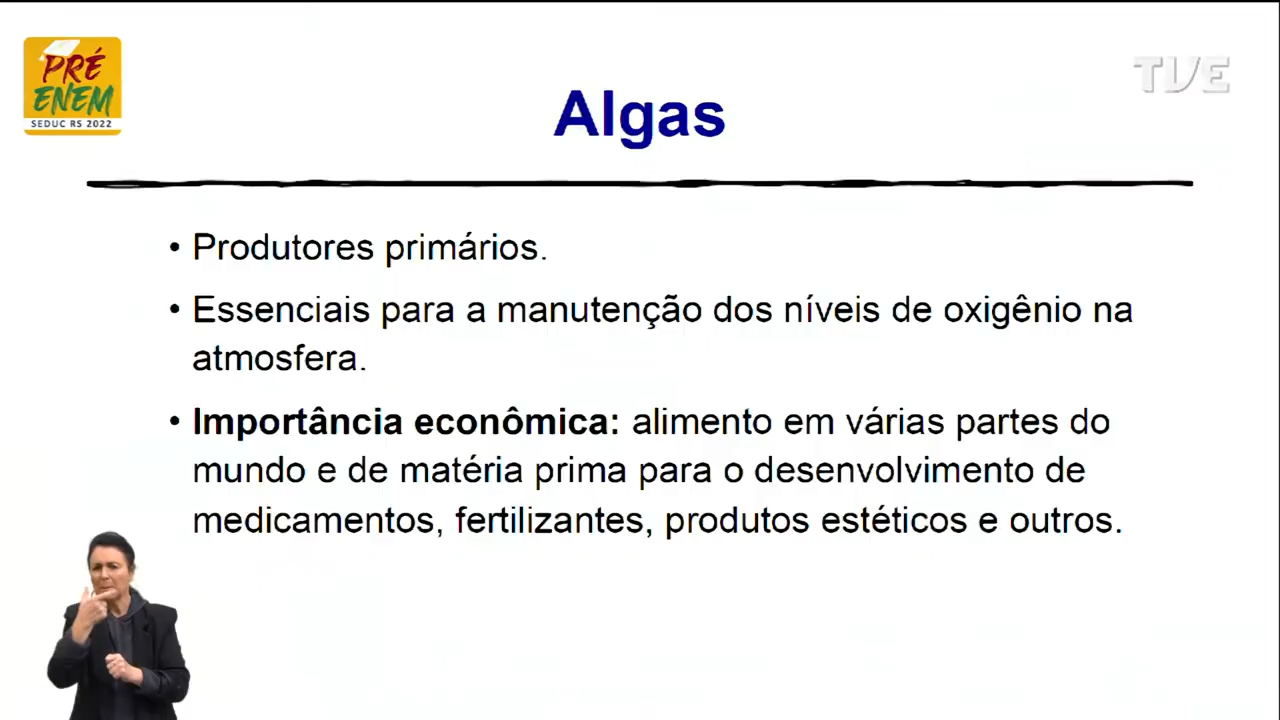 PRÉ
ENEM
SEDUC RS 2022
TVE
Algas
• Produtores primários.
• Essenciais para a manutenção dos níveis de oxigênio na
atmosfera.
• Importância econômica: alimento em várias partes do
mundo e de matéria prima para o desenvolvimento de
medicamentos, fertilizantes, produtos estéticos e outros.